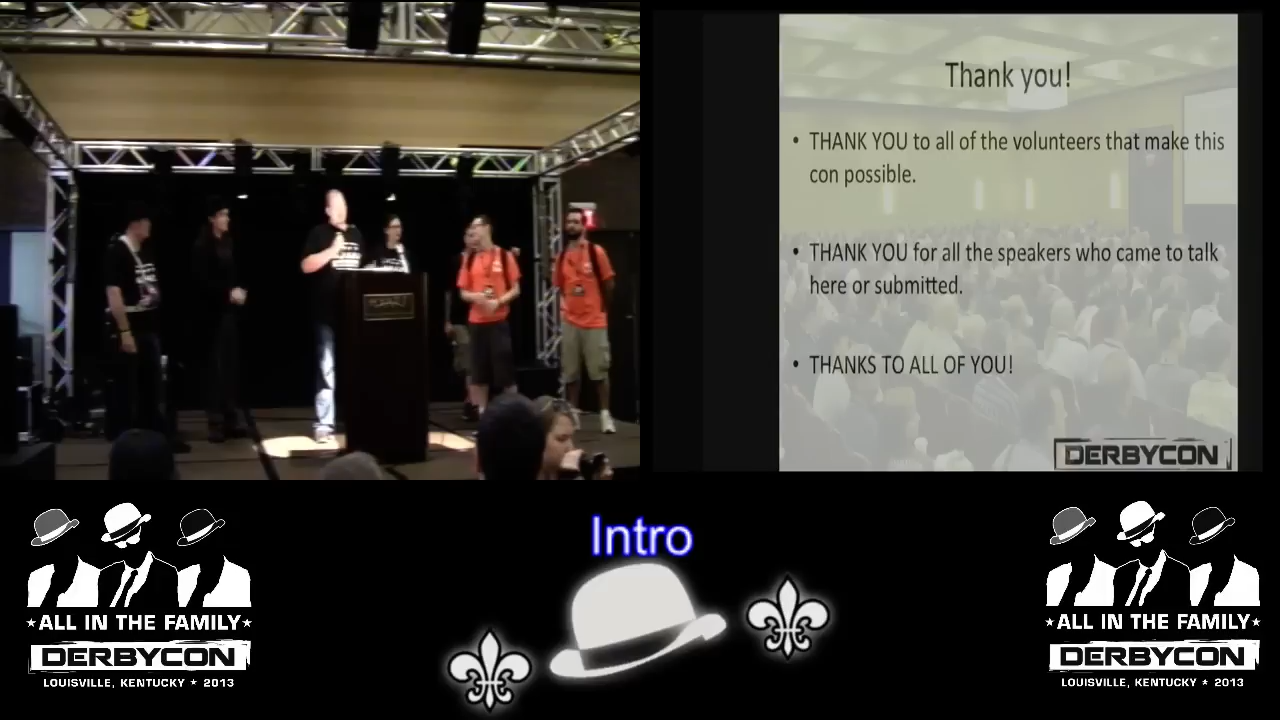 Thank you!
• THANK YOU to all of the volunteers that make this
con possible.
• THANK YOU for all the speakers who came to talk
here or submitted.
• THANKS TO ALL OF YOU!
DERBYCON
Intro
★ALL IN THE FAMILY★
DERBYCON
LOUISVILLE, KENTUCKY ★ 2013
★ALL IN THE FAMILY★
DERBYCON
LOUISVILLE, KENTUCKY ★ 2013